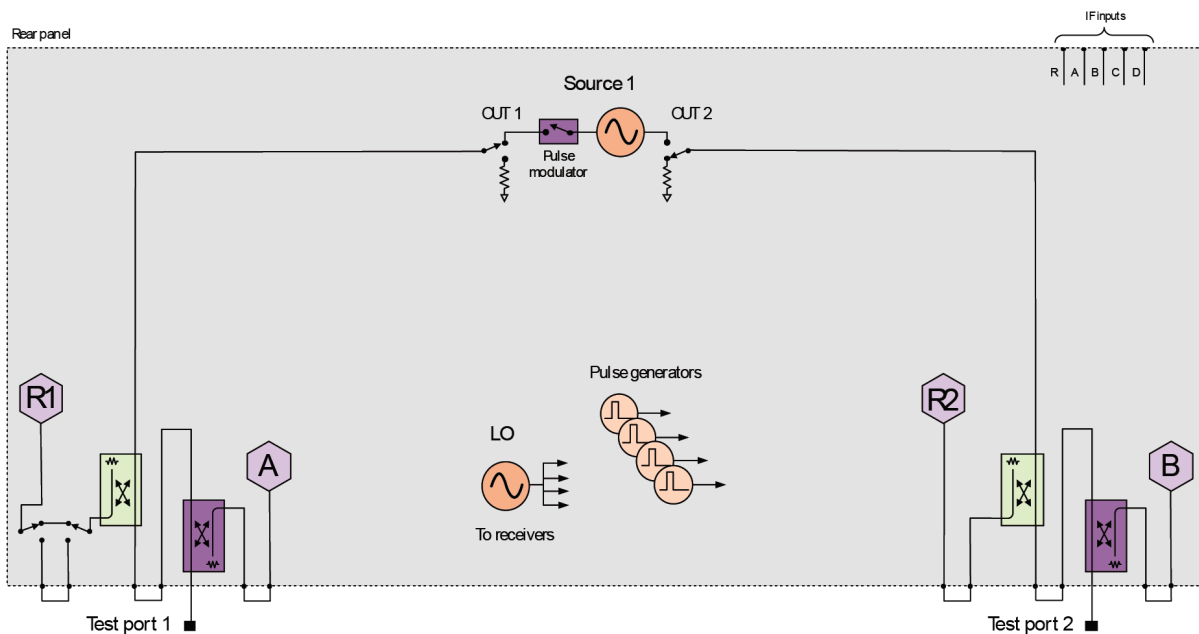 IF inputs
Rear panel
R A B C D
Source 1
OUT 1
OUT 2
Pulse
modulator
Pulse generators
R1
R2
LO
A
B
To receivers
Test port 1
Test port 2